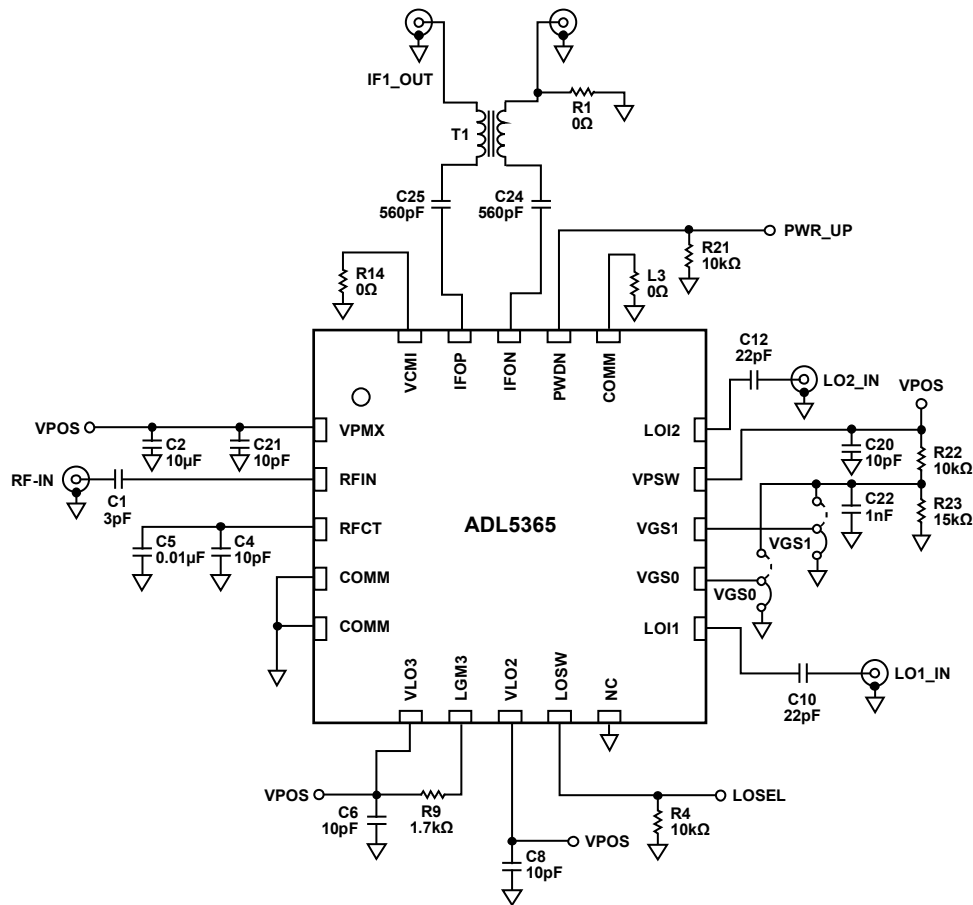 IF1_OUT
R1
0Ω
T1
C25
560pF
C24
560pF
PWR_UP
R21
10kΩ
R14
0Ω
L3
0Ω
VCMI
IFOP
IFON
PWDN
COMM
C12
22pF
LO2_IN
VPOS
VPOS
C2
10µF
C21
10pF
VPMX
LOI2
C20
10pF
R22
10kΩ
RF-IN
C1
3pF
RFIN
VPSW
C22
1nF
R23
15kΩ
RFCT
ADL5365
VGS1
VGS1
C5
0.01µF
C4
10pF
COMM
VGS0
VGS0
COMM
LOI1
LO1_IN
C10
22pF
VLO3
LGM3
VLO2
LOSW
NC
VPOS
C6
10pF
R9
1.7kΩ
LOSEL
R4
10kΩ
VPOS
C8
10pF